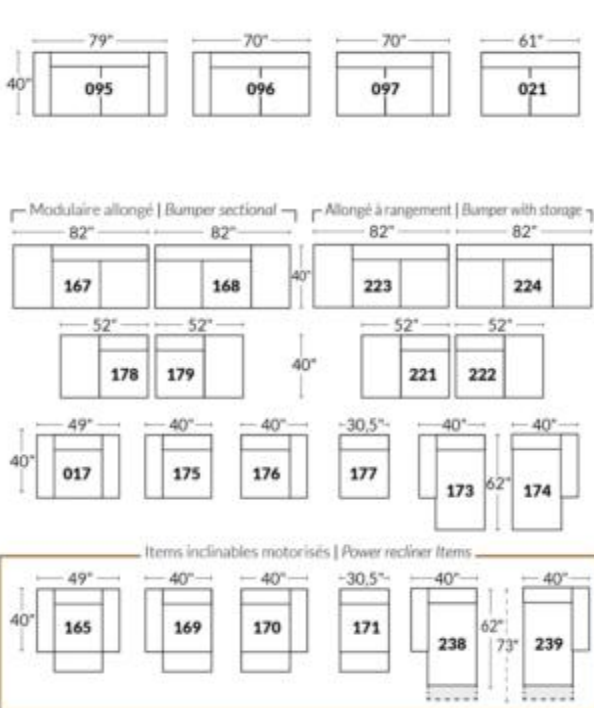 79" 70" 70" 61"
40" 095 096 097 021
Modulaire allongé | Bumper sectional Allongé à rangement | Bumper with storage
82" 82" 82" 82"
167 168 40" 223 224
52" 52" 52" 52"
178 179 40" 221 222
49" 40" 40" 30,5" 40" 40"
40" 017 175 176 177 173 62" 174
Items inclinables motorisés | Power recliner Items
49" 40" 40" 30,5" 40" 40"
40" 165 169 170 171 238 62" 73" 239